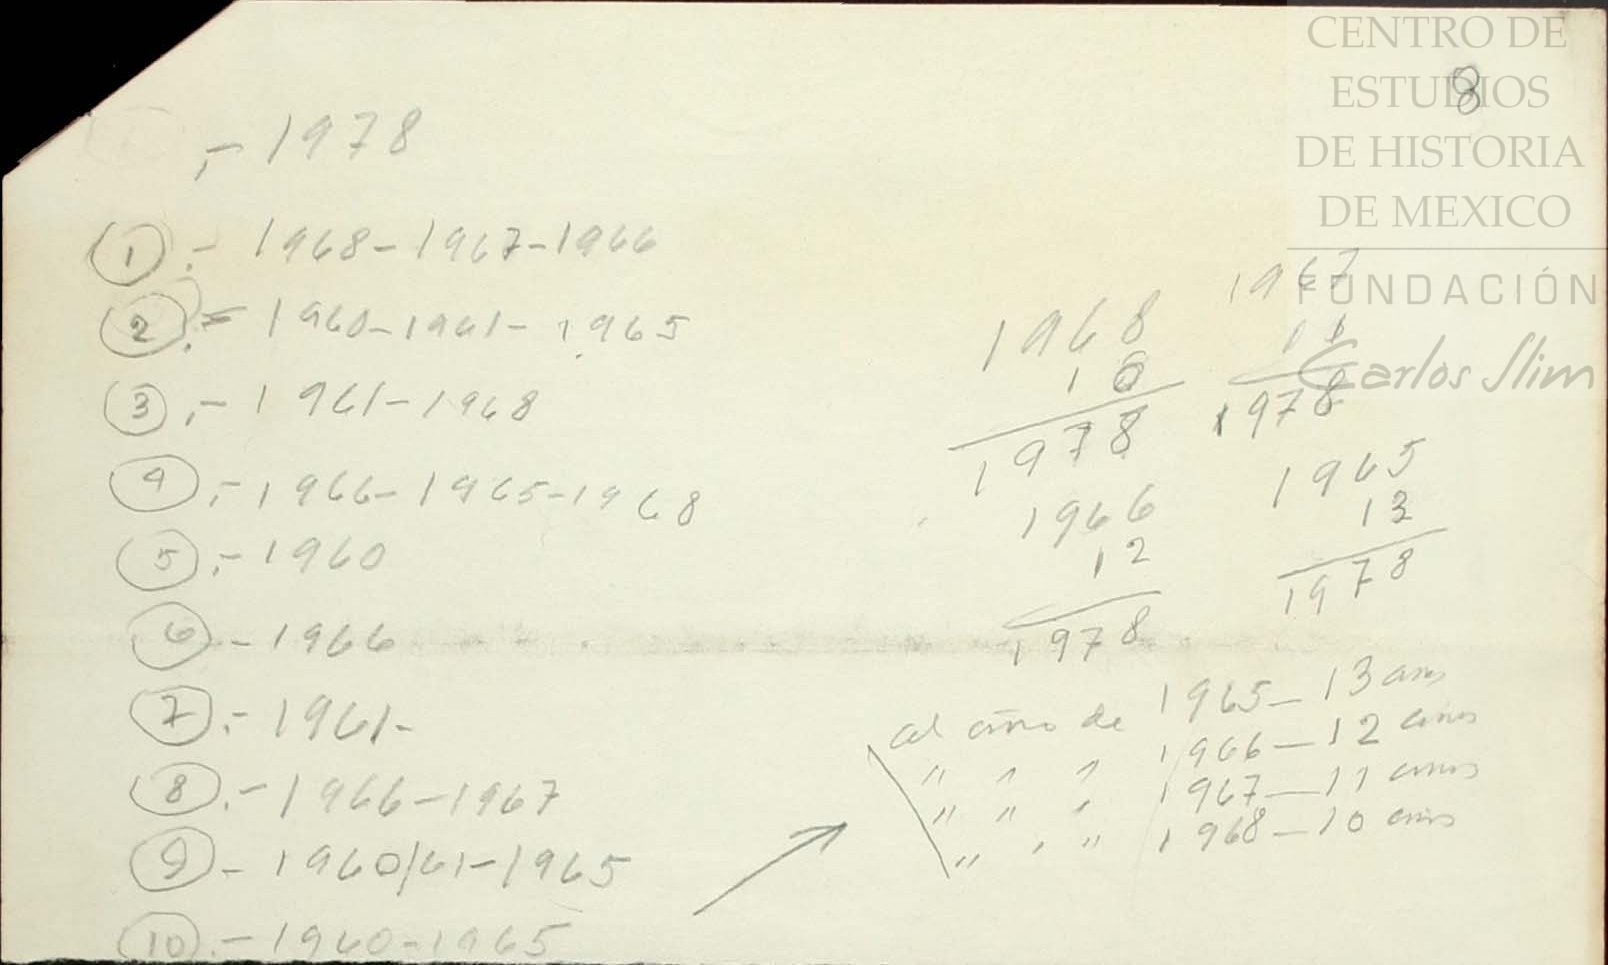 CENTRO DE
ESTUDIOS
DE HISTORIA
DE MEXICO
FUNDACIÓN
Carlos Slim
8
.- 1978
1 .- 1968-1967-1966
2 .- 1960-1961-1965
3 .- 1961-1968
4 .- 1966-1965-1968
5 .- 1960
6 .- 1966
7 .- 1961-
8 .- 1966-1967
9 - 1960/61-1965
10 .- 1960-1965
1968
10
1978
1967
11
1978
1966
12
1978
1965
13
1978
al año de 1965-13 años
" " " 1966-12 años
" " " 1967-11 años
" " " 1968-10 años